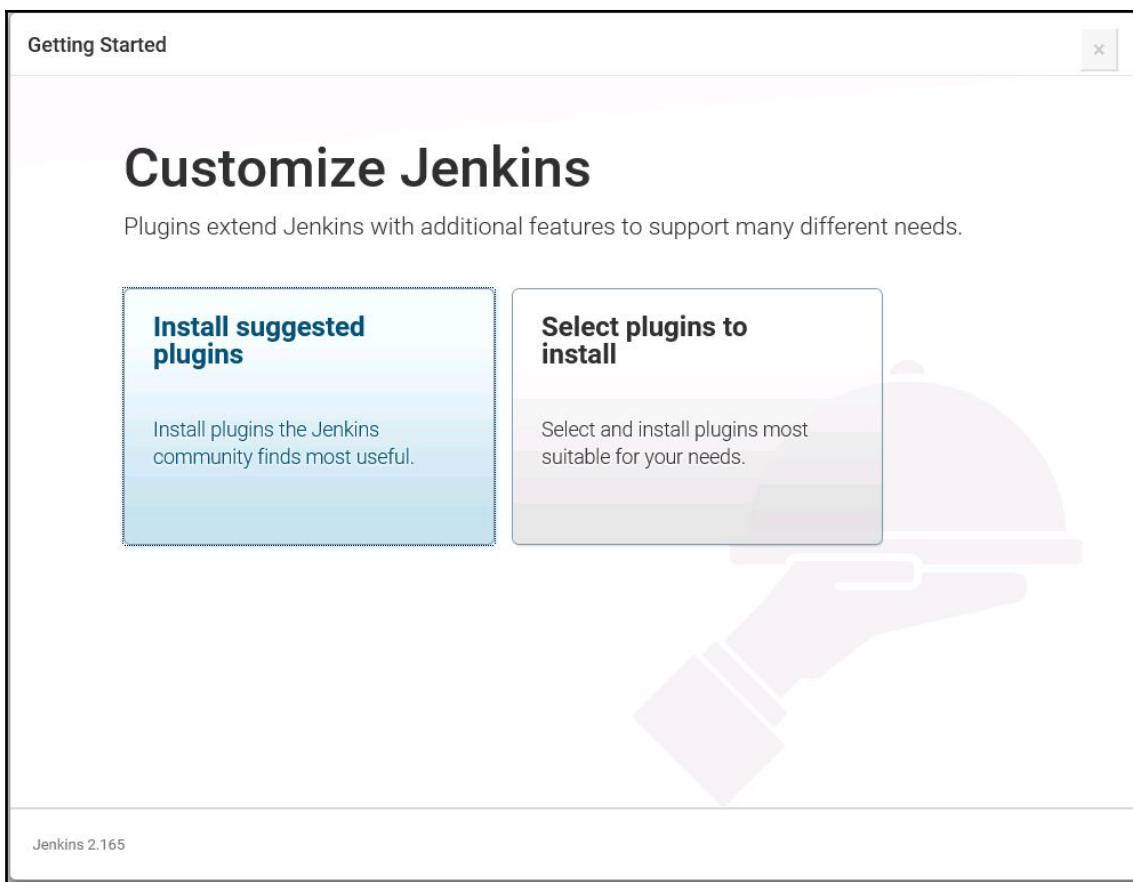 Getting Started
×
Customize Jenkins
Plugins extend Jenkins with additional features to support many different needs.
Install suggested
plugins
Install plugins the Jenkins
community finds most useful.
Select plugins to
install
Select and install plugins most
suitable for your needs.
Jenkins 2.165